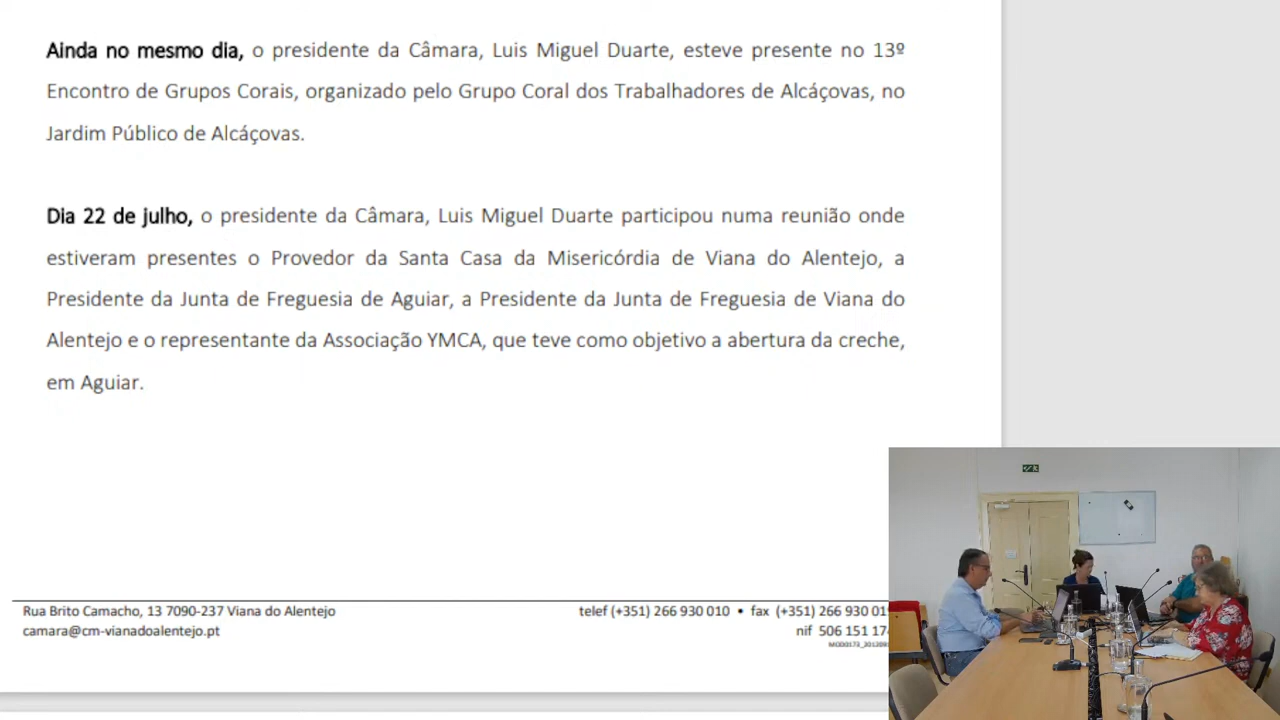 Ainda no mesmo dia, o presidente da Câmara, Luis Miguel Duarte, esteve presente no 13º
Encontro de Grupos Corais, organizado pelo Grupo Coral dos Trabalhadores de Alcáçovas, no
Jardim Público de Alcáçovas.
Dia 22 de julho, o presidente da Câmara, Luis Miguel Duarte participou numa reunião onde
estiveram presentes o Provedor da Santa Casa da Misericórdia de Viana do Alentejo, a
Presidente da Junta de Freguesia de Aguiar, a Presidente da Junta de Freguesia de Viana do
Alentejo e o representante da Associação YMCA, que teve como objetivo a abertura da creche,
em Aguiar.
Rua Brito Camacho, 13 7090-237 Viana do Alentejo
telef (+351) 266 930 010 • fax (+351) 266 930 01
camara@cm-vianadoalentejo.pt
nif 506 151 17